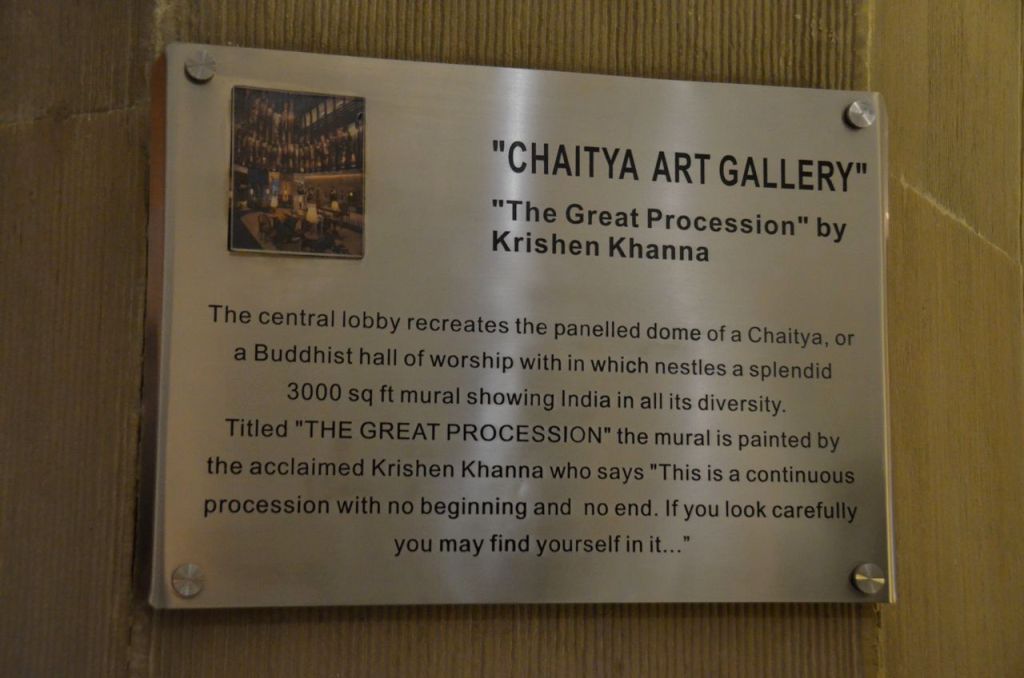 "CHAITYA ART GALLERY"
"The Great Procession" by
Krishen Khanna
The central lobby recreates the panelled dome of a Chaitya, or
a Buddhist hall of worship with in which nestles a splendid
3000 sq ft mural showing India in all its diversity.
Titled "THE GREAT PROCESSION" the mural is painted by
the acclaimed Krishen Khanna who says "This is a continuous
procession with no beginning and no end. If you look carefully
you may find yourself in it..."